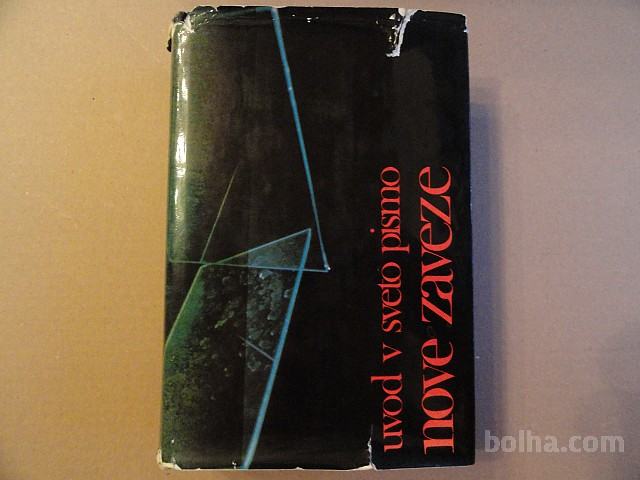 uvod v sveto pismo
nove zaveze
bolha.com